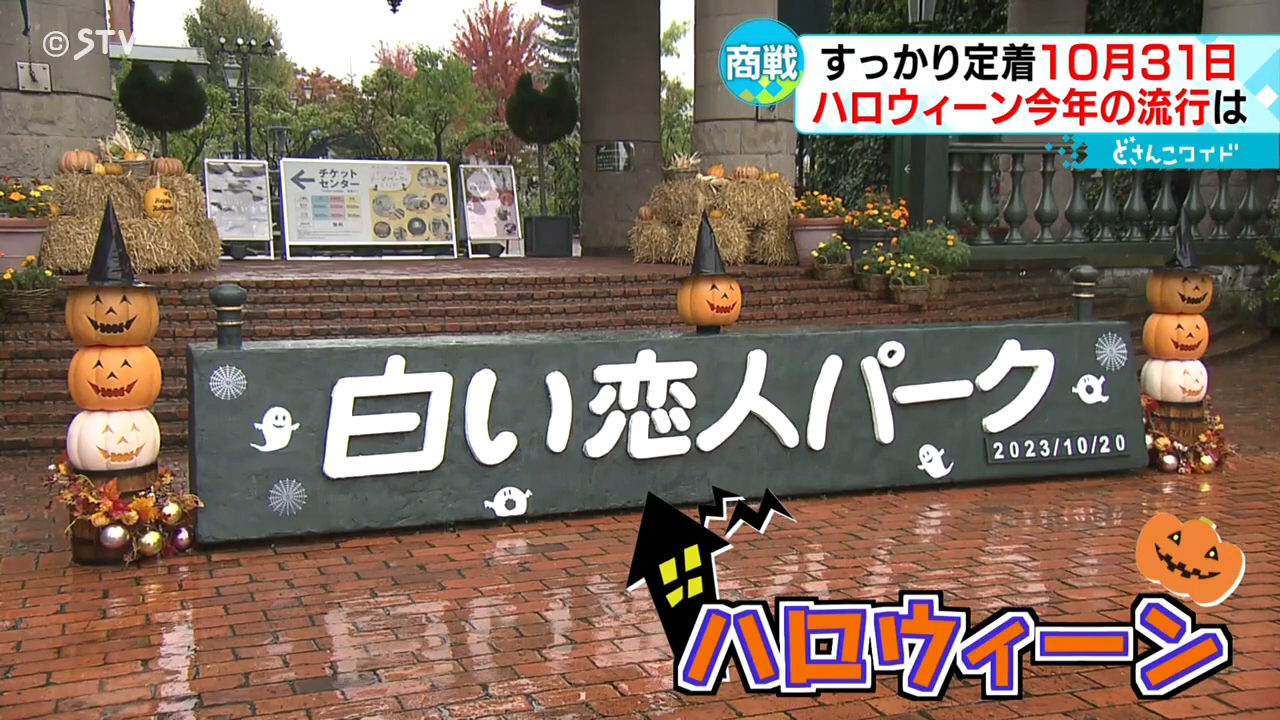 © STV
商戦
すっかり定着10月31日
ハロウィーン今年の流行は
どさんこワイド
チケット
センター
白い恋人パーク
2023/10/20
ハロウィーン